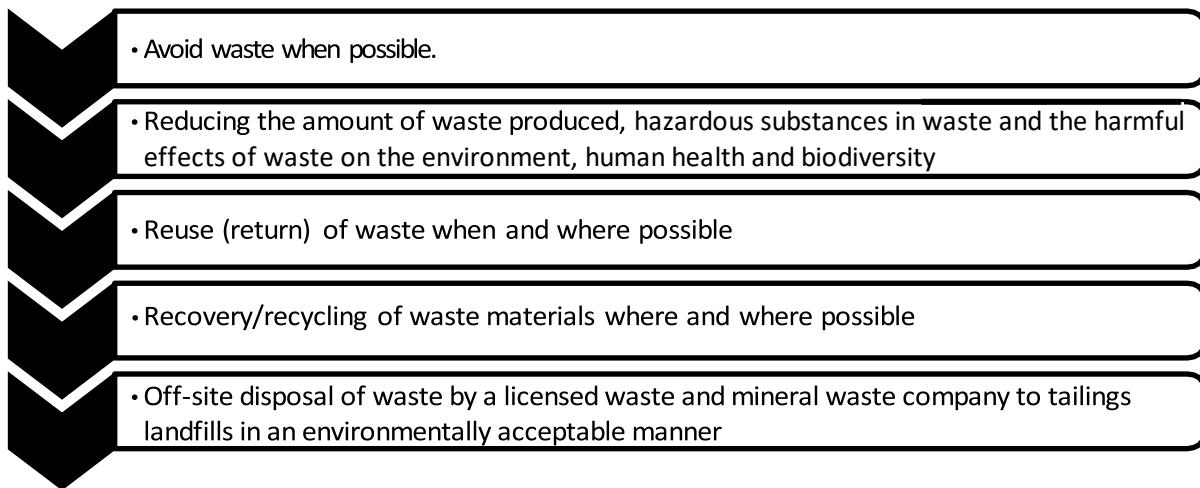 • Avoid waste when possible.
• Reducing the amount of waste produced, hazardous substances in waste and the harmful
effects of waste on the environment, human health and biodiversity
• Reuse (return) of waste when and where possible
• Recovery/recycling of waste materials where and where possible
• Off-site disposal of waste by a licensed waste and mineral waste company to tailings
landfills in an environmentally acceptable manner